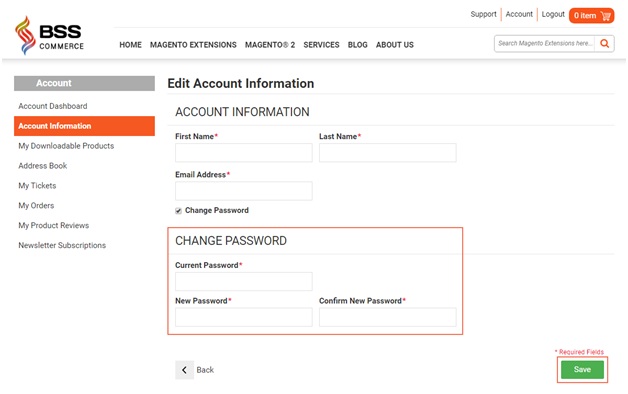 Support | Account | Logout 0 item
BSS
COMMERCE
HOME MAGENTO EXTENSIONS MAGENTO® 2 SERVICES BLOG ABOUT US
Search Magento Extensions here...
Account
Account Dashboard
Account Information
My Downloadable Products
Address Book
My Tickets
My Orders
My Product Reviews
Newsletter Subscriptions
Edit Account Information
ACCOUNT INFORMATION
First Name* Last Name*
Email Address*
Change Password
CHANGE PASSWORD
Current Password*
New Password* Confirm New Password*
* Required Fields
Back
Save